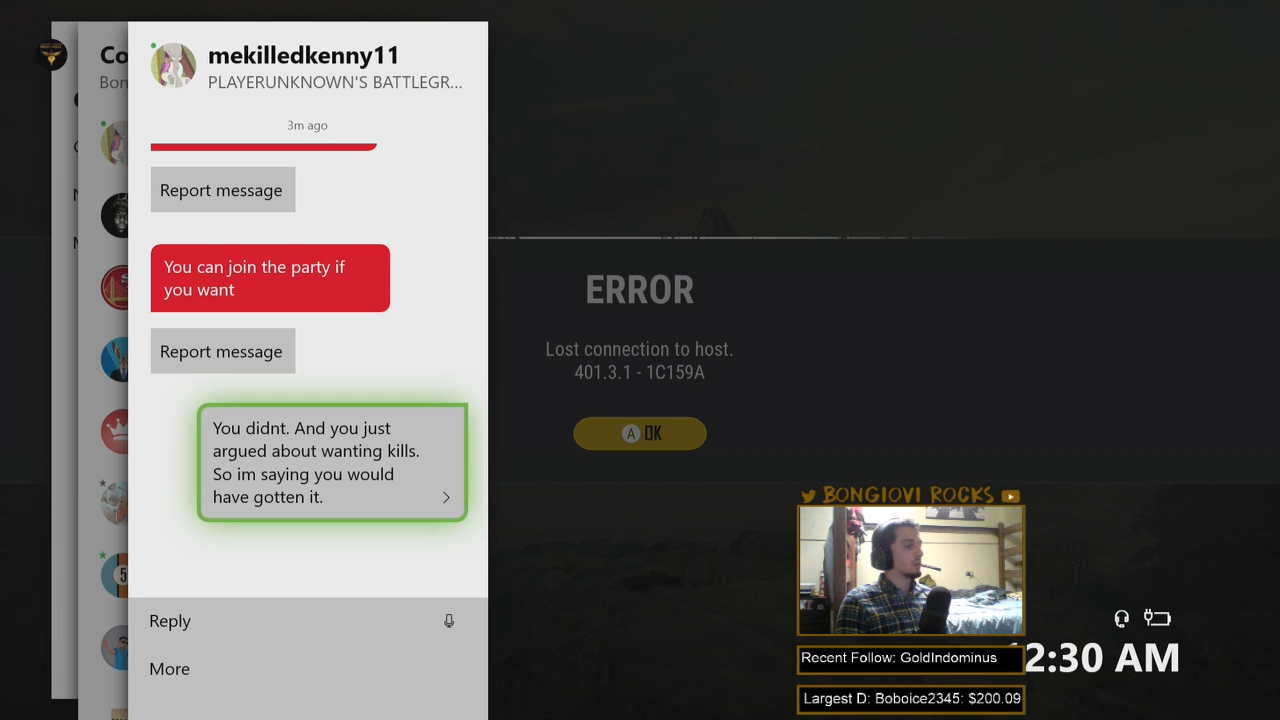 Co
Bon
mekilledkenny11
PLAYERUNKNOWN'S BATTLEGR...
3m ago
Report message
You can join the party if
you want
Report message
You didnt. And you just
argued about wanting kills.
So im saying you would
have gotten it.
Reply
More
ERROR
Lost connection to host.
401.3.1 - 1C159A
A OK
BONGIOVI ROCKS
Recent Follow: GoldIndominus
Largest D: Boboice2345: $200.09
2:30 AM
5